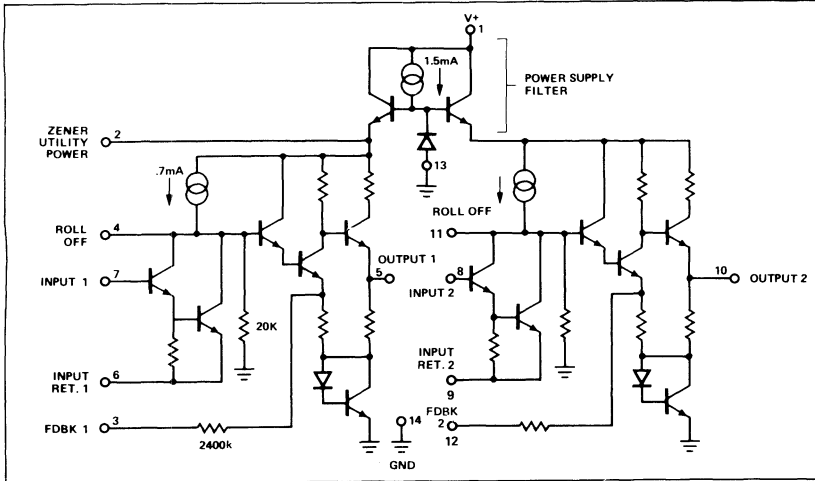 V+
1
1.5mA
POWER SUPPLY
FILTER
ZENER
UTILITY
POWER
2
13
.7mA
ROLL
OFF
4
ROLL OFF
11
INPUT 1
7
OUTPUT 1
5
8
INPUT 2
10
OUTPUT 2
20K
INPUT
RET. 1
6
INPUT
RET. 2
9
FDBK 1
3
2400k
14
GND
FDBK
2
12